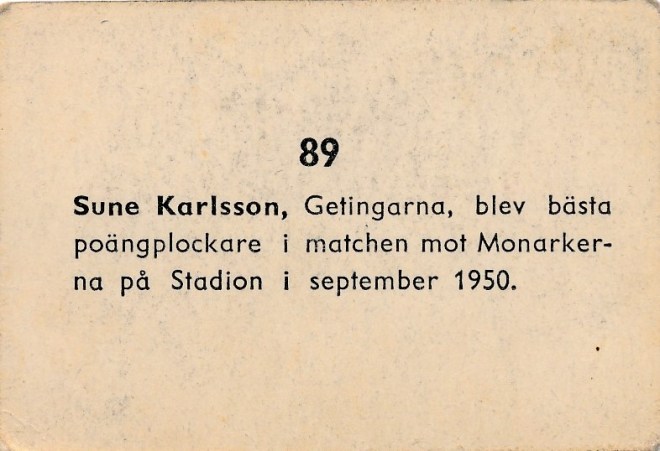 89
Sune Karlsson, Getingarna, blev bästa
poängplockare i matchen mot Monarker-
na på Stadion i september 1950.